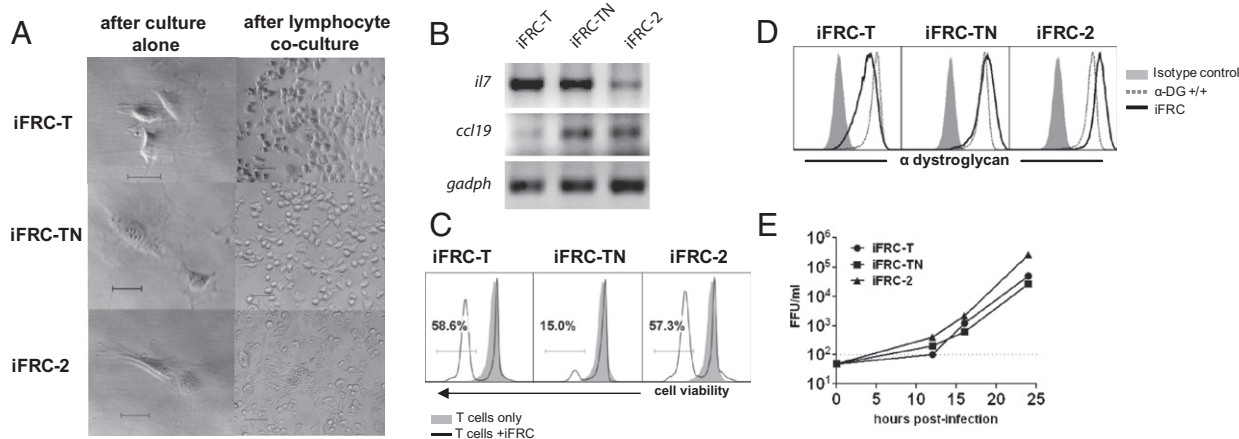 A
after culture alone
after lymphocyte co-culture
iFRC-T
iFRC-TN
iFRC-2
B
iFRC-T
iFRC-TN
iFRC-2
il7
ccl19
gadph
C
iFRC-T
iFRC-TN
iFRC-2
58.6%
15.0%
57.3%
cell viability
T cells only
T cells +iFRC
D
iFRC-T
iFRC-TN
iFRC-2
Isotype control
α-DG +/+
iFRC
α dystroglycan
E
iFRC-T
iFRC-TN
iFRC-2
FFU/ml
10⁶
10⁵
10⁴
10³
10²
10¹
0 5 10 15 20 25
hours post-infection